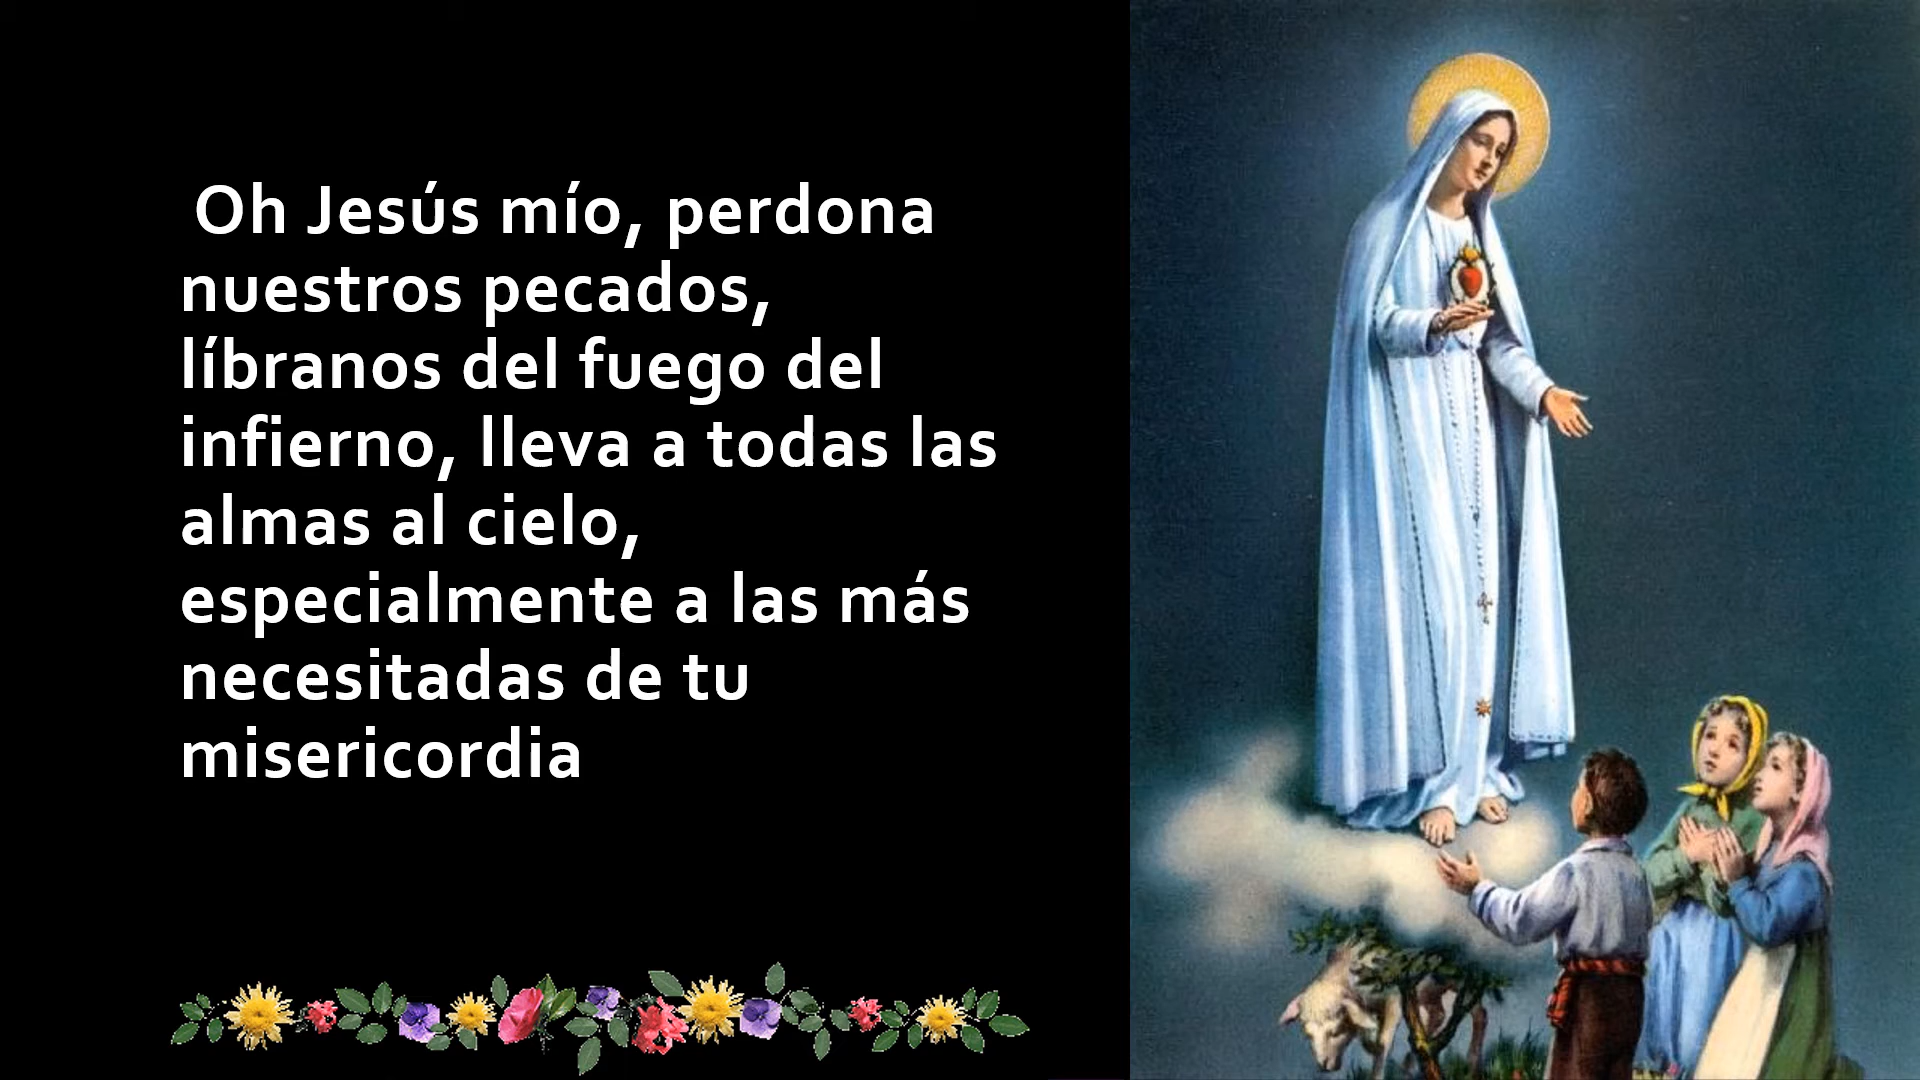 Oh Jesús mío, perdona
nuestros pecados,
líbranos del fuego del
infierno, lleva a todas las
almas al cielo,
especialmente a las más
necesitadas de tu
misericordia